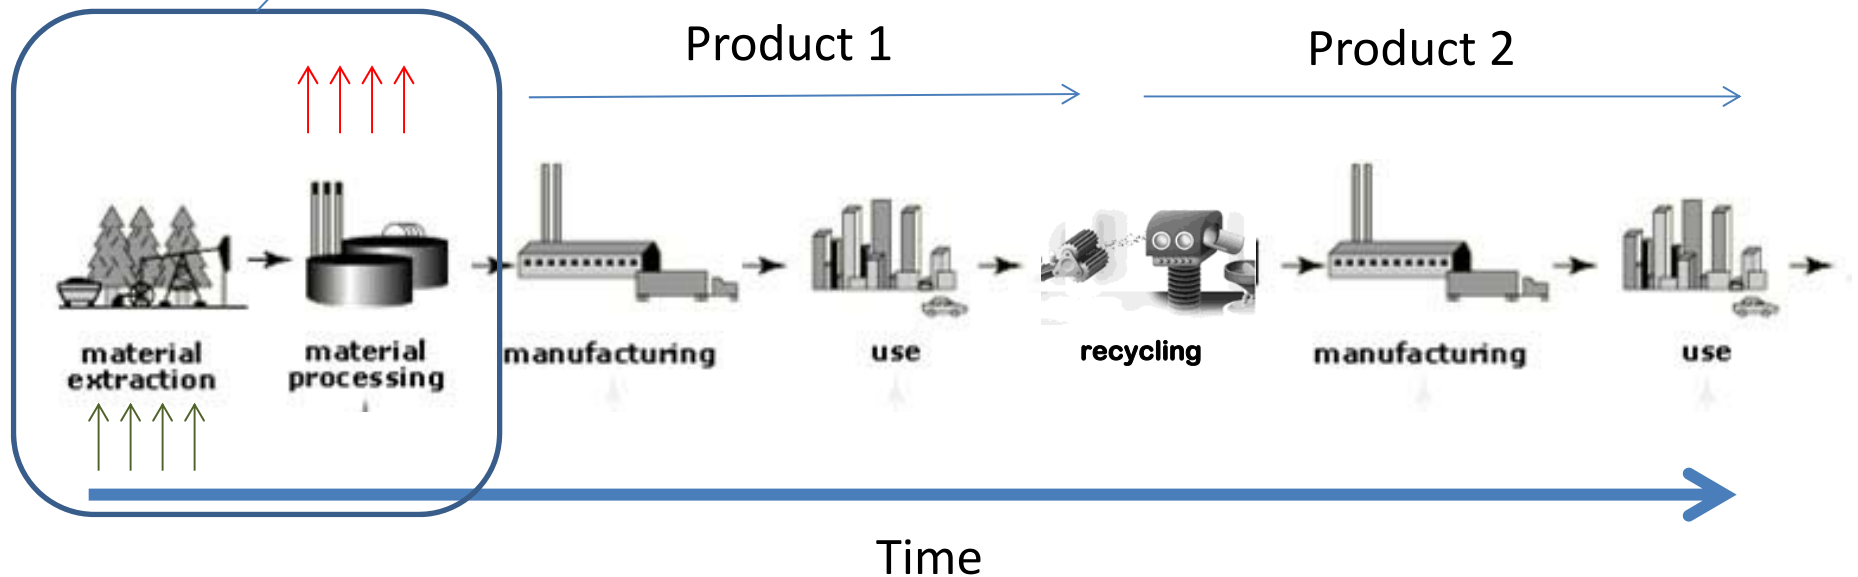 Product 1
Product 2
material
extraction
material
processing
manufacturing
use
recycling
manufacturing
use
Time